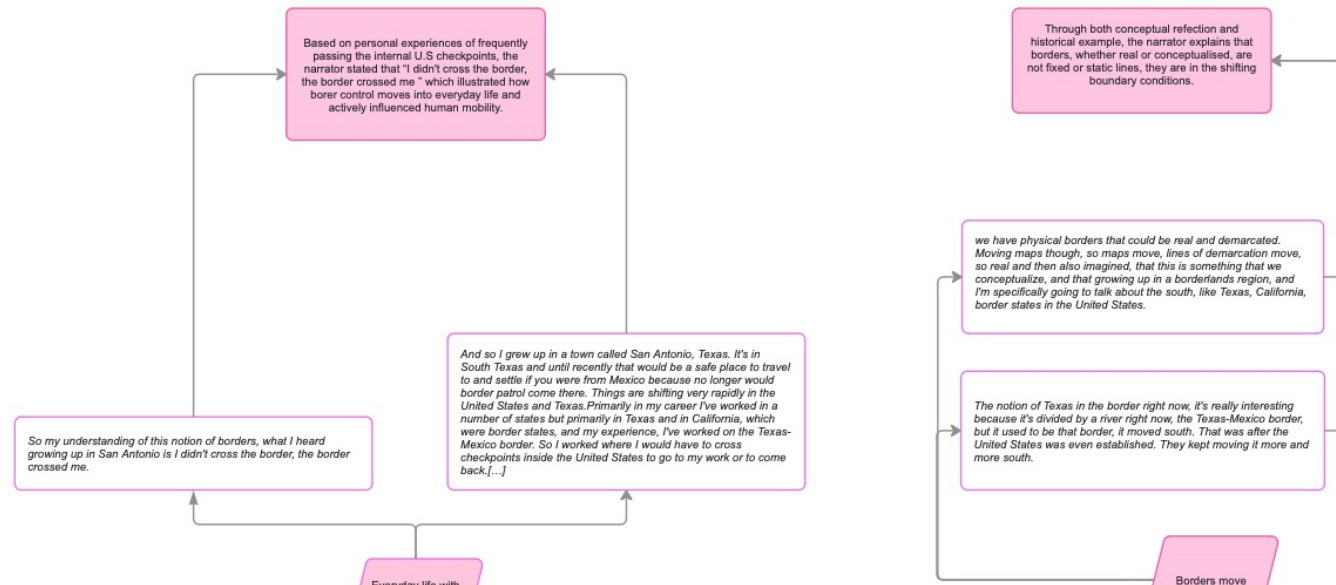 Based on personal experiences of frequently
passing the internal U.S checkpoints, the
narrator stated that "I didn't cross the border,
the border crossed me " which illustrated how
borer control moves into everyday life and
actively influenced human mobility.
Through both conceptual refection and
historical example, the narrator explains that
borders, whether real or conceptualised, are
not fixed or static lines, they are in the shifting
boundary conditions.
we have physical borders that could be real and demarcated.
Moving maps though, so maps move, lines of demarcation move,
so real and then also imagined, that this is something that we
conceptualize, and that growing up in a borderlands region, and
I'm specifically going to talk about the south, like Texas, California,
border states in the United States.
And so I grew up in a town called San Antonio, Texas. It's in
South Texas and until recently that would be a safe place to travel
to and settle if you were from Mexico because no longer would
border patrol come there. Things are shifting very rapidly in the
United States and Texas.Primarily in my career I've worked in a
number of states but primarily in Texas and in California, which
were border states, and my experience, I've worked on the Texas-
Mexico border. So I worked where I would have to cross
checkpoints inside the United States to go to my work or to come
back.[...]
So my understanding of this notion of borders, what I heard
growing up in San Antonio is I didn't cross the border, the border
crossed me.
The notion of Texas in the border right now, it's really interesting
because it's divided by a river right now, the Texas-Mexico border,
but it used to be that border, it moved south. That was after the
United States was even established. They kept moving it more and
more south.
Everyday life with
Borders move